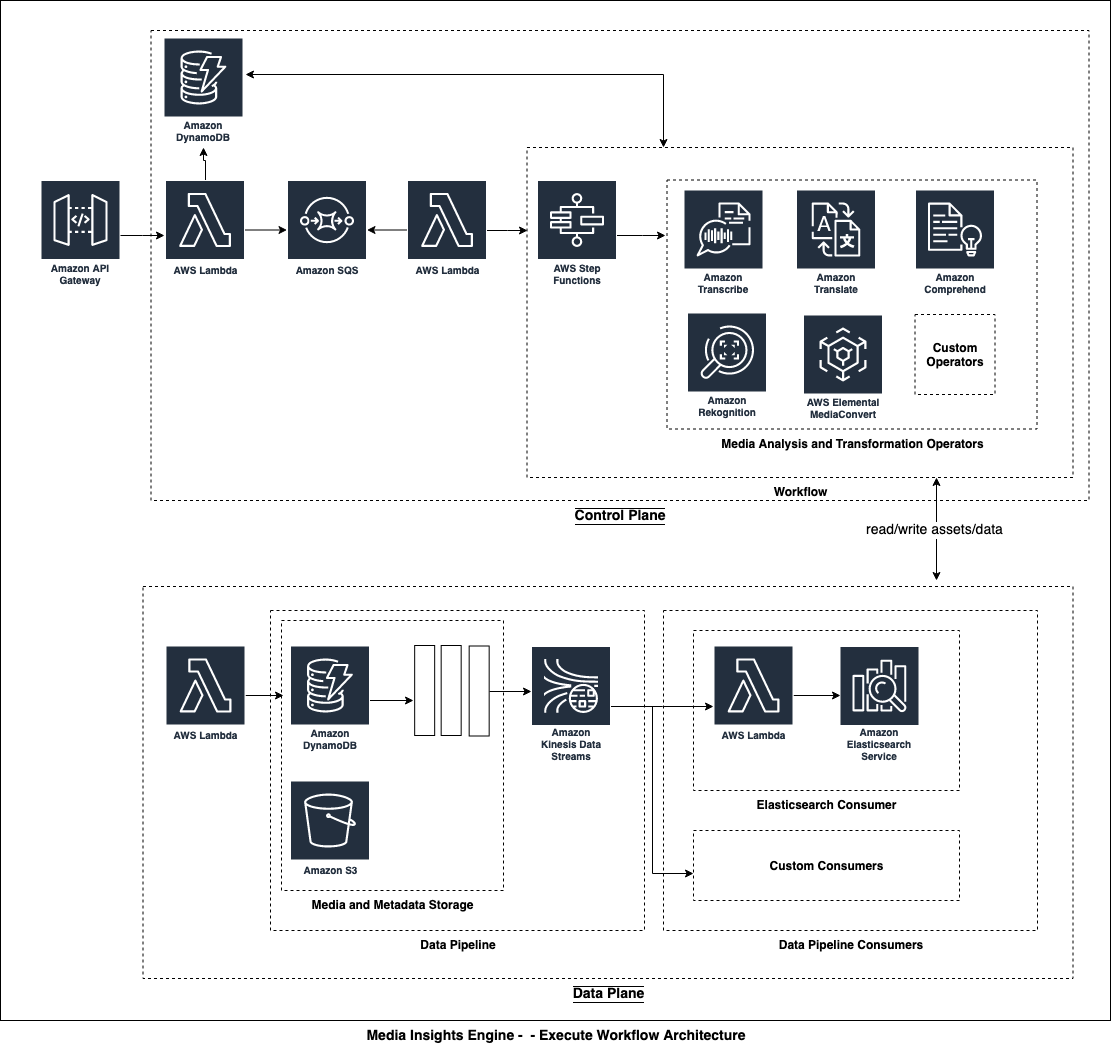 Amazon
DynamoDB
Amazon API
Gateway
AWS Lambda
Amazon SQS
AWS Lambda
AWS Step
Functions
Amazon
Transcribe
A
文
Amazon
Translate
Amazon
Comprehend
Amazon
Rekognition
AWS Elemental
MediaConvert
Custom
Operators
Media Analysis and Transformation Operators
Workflow
Control Plane
read/write assets/data
AWS Lambda
Amazon
DynamoDB
Amazon
Kinesis Data
Streams
AWS Lambda
Amazon
Elasticsearch
Service
Elasticsearch Consumer
Amazon S3
Custom Consumers
Media and Metadata Storage
Data Pipeline
Data Pipeline Consumers
Data Plane
Media Insights Engine -  - Execute Workflow Architecture